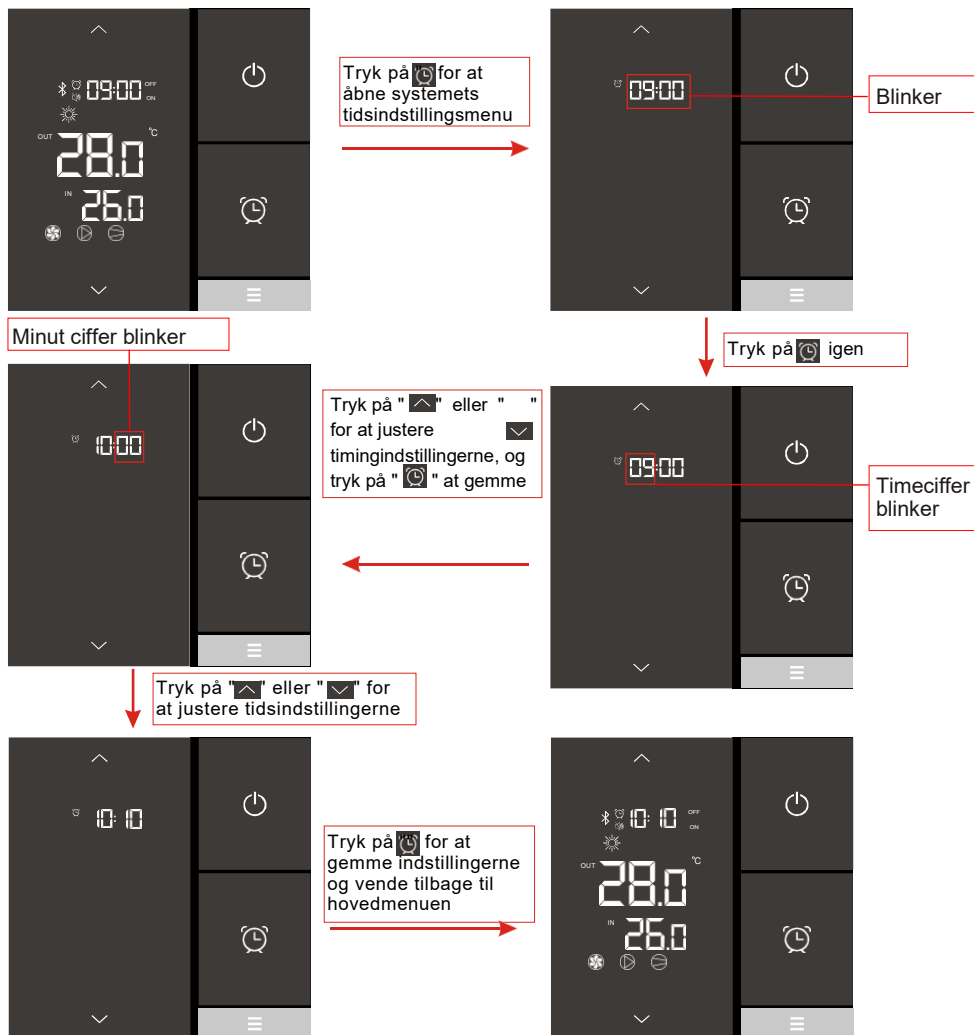 09:00
OFF
ON
OUT
28.0
°C
IN
26.0
Tryk på for at
åbne systemets
tidsindstillingsmenu
09:00
Blinker
Tryk på igen
09:00
Timeciffer
blinker
Tryk på " " eller " "
for at justere
timingindstillingerne, og
tryk på " " at gemme
Minut ciffer blinker
10:00
Tryk på " " eller " " for
at justere tidsindstillingerne
10:10
Tryk på for at
gemme indstillingerne
og vende tilbage til
hovedmenuen
10:10
OFF
ON
OUT
28.0
°C
IN
26.0